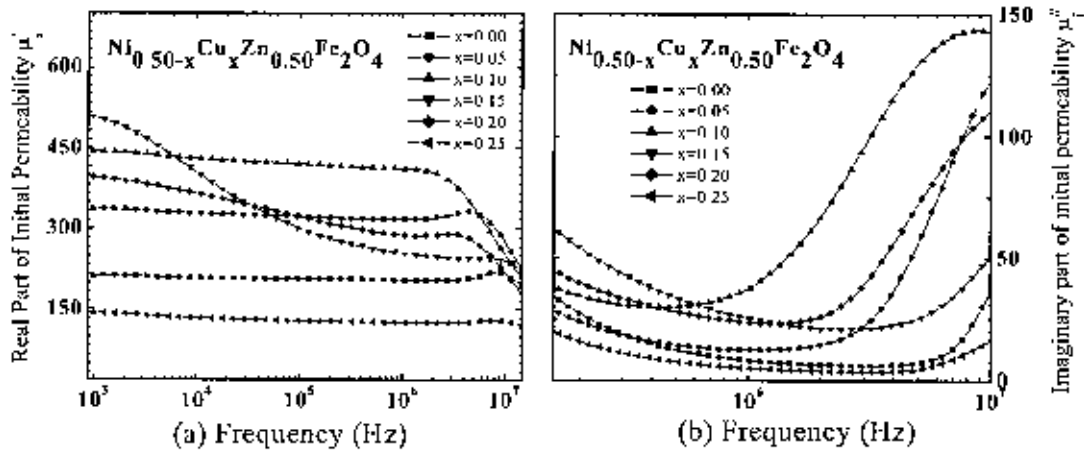 Real Part of Initial Permeability μ'
600
450
300
150
Ni0.50-xCuxZn0.50Fe2O4
x=0.00
x=0.05
x=0.10
x=0.15
x=0.20
x=0.25
10³ 10⁴ 10⁵ 10⁶ 10⁷
(a) Frequency (Hz)
Ni0.50-xCuxZn0.50Fe2O4
x=0.00
x=0.05
x=0.10
x=0.15
x=0.20
x=0.25
150
100
50
0
Imaginary part of initial permeability μ''
10⁶ 10⁷
(b) Frequency (Hz)